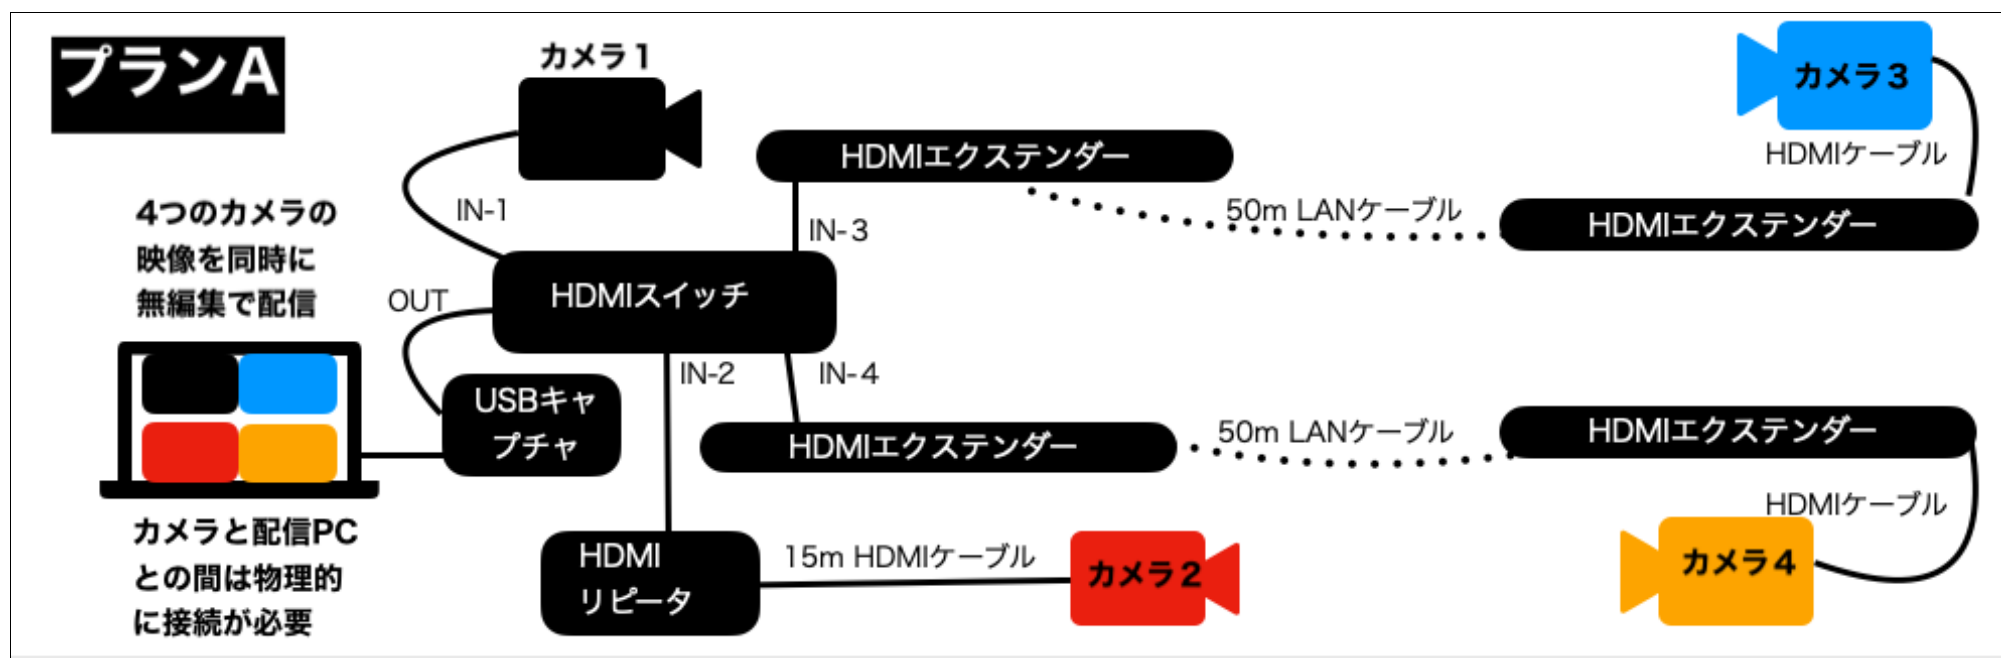 プランA
カメラ１
カメラ３
HDMIエクステンダー
HDMIケーブル
4つのカメラの
映像を同時に
無編集で配信
IN-1
IN-3
50m LANケーブル
HDMIエクステンダー
OUT
HDMIスイッチ
IN-2
IN-4
USBキャ
プチャ
HDMIエクステンダー
50m LANケーブル
HDMIエクステンダー
HDMIケーブル
カメラと配信PC
との間は物理的
に接続が必要
HDMI
リピータ
15m HDMIケーブル
カメラ２
カメラ４